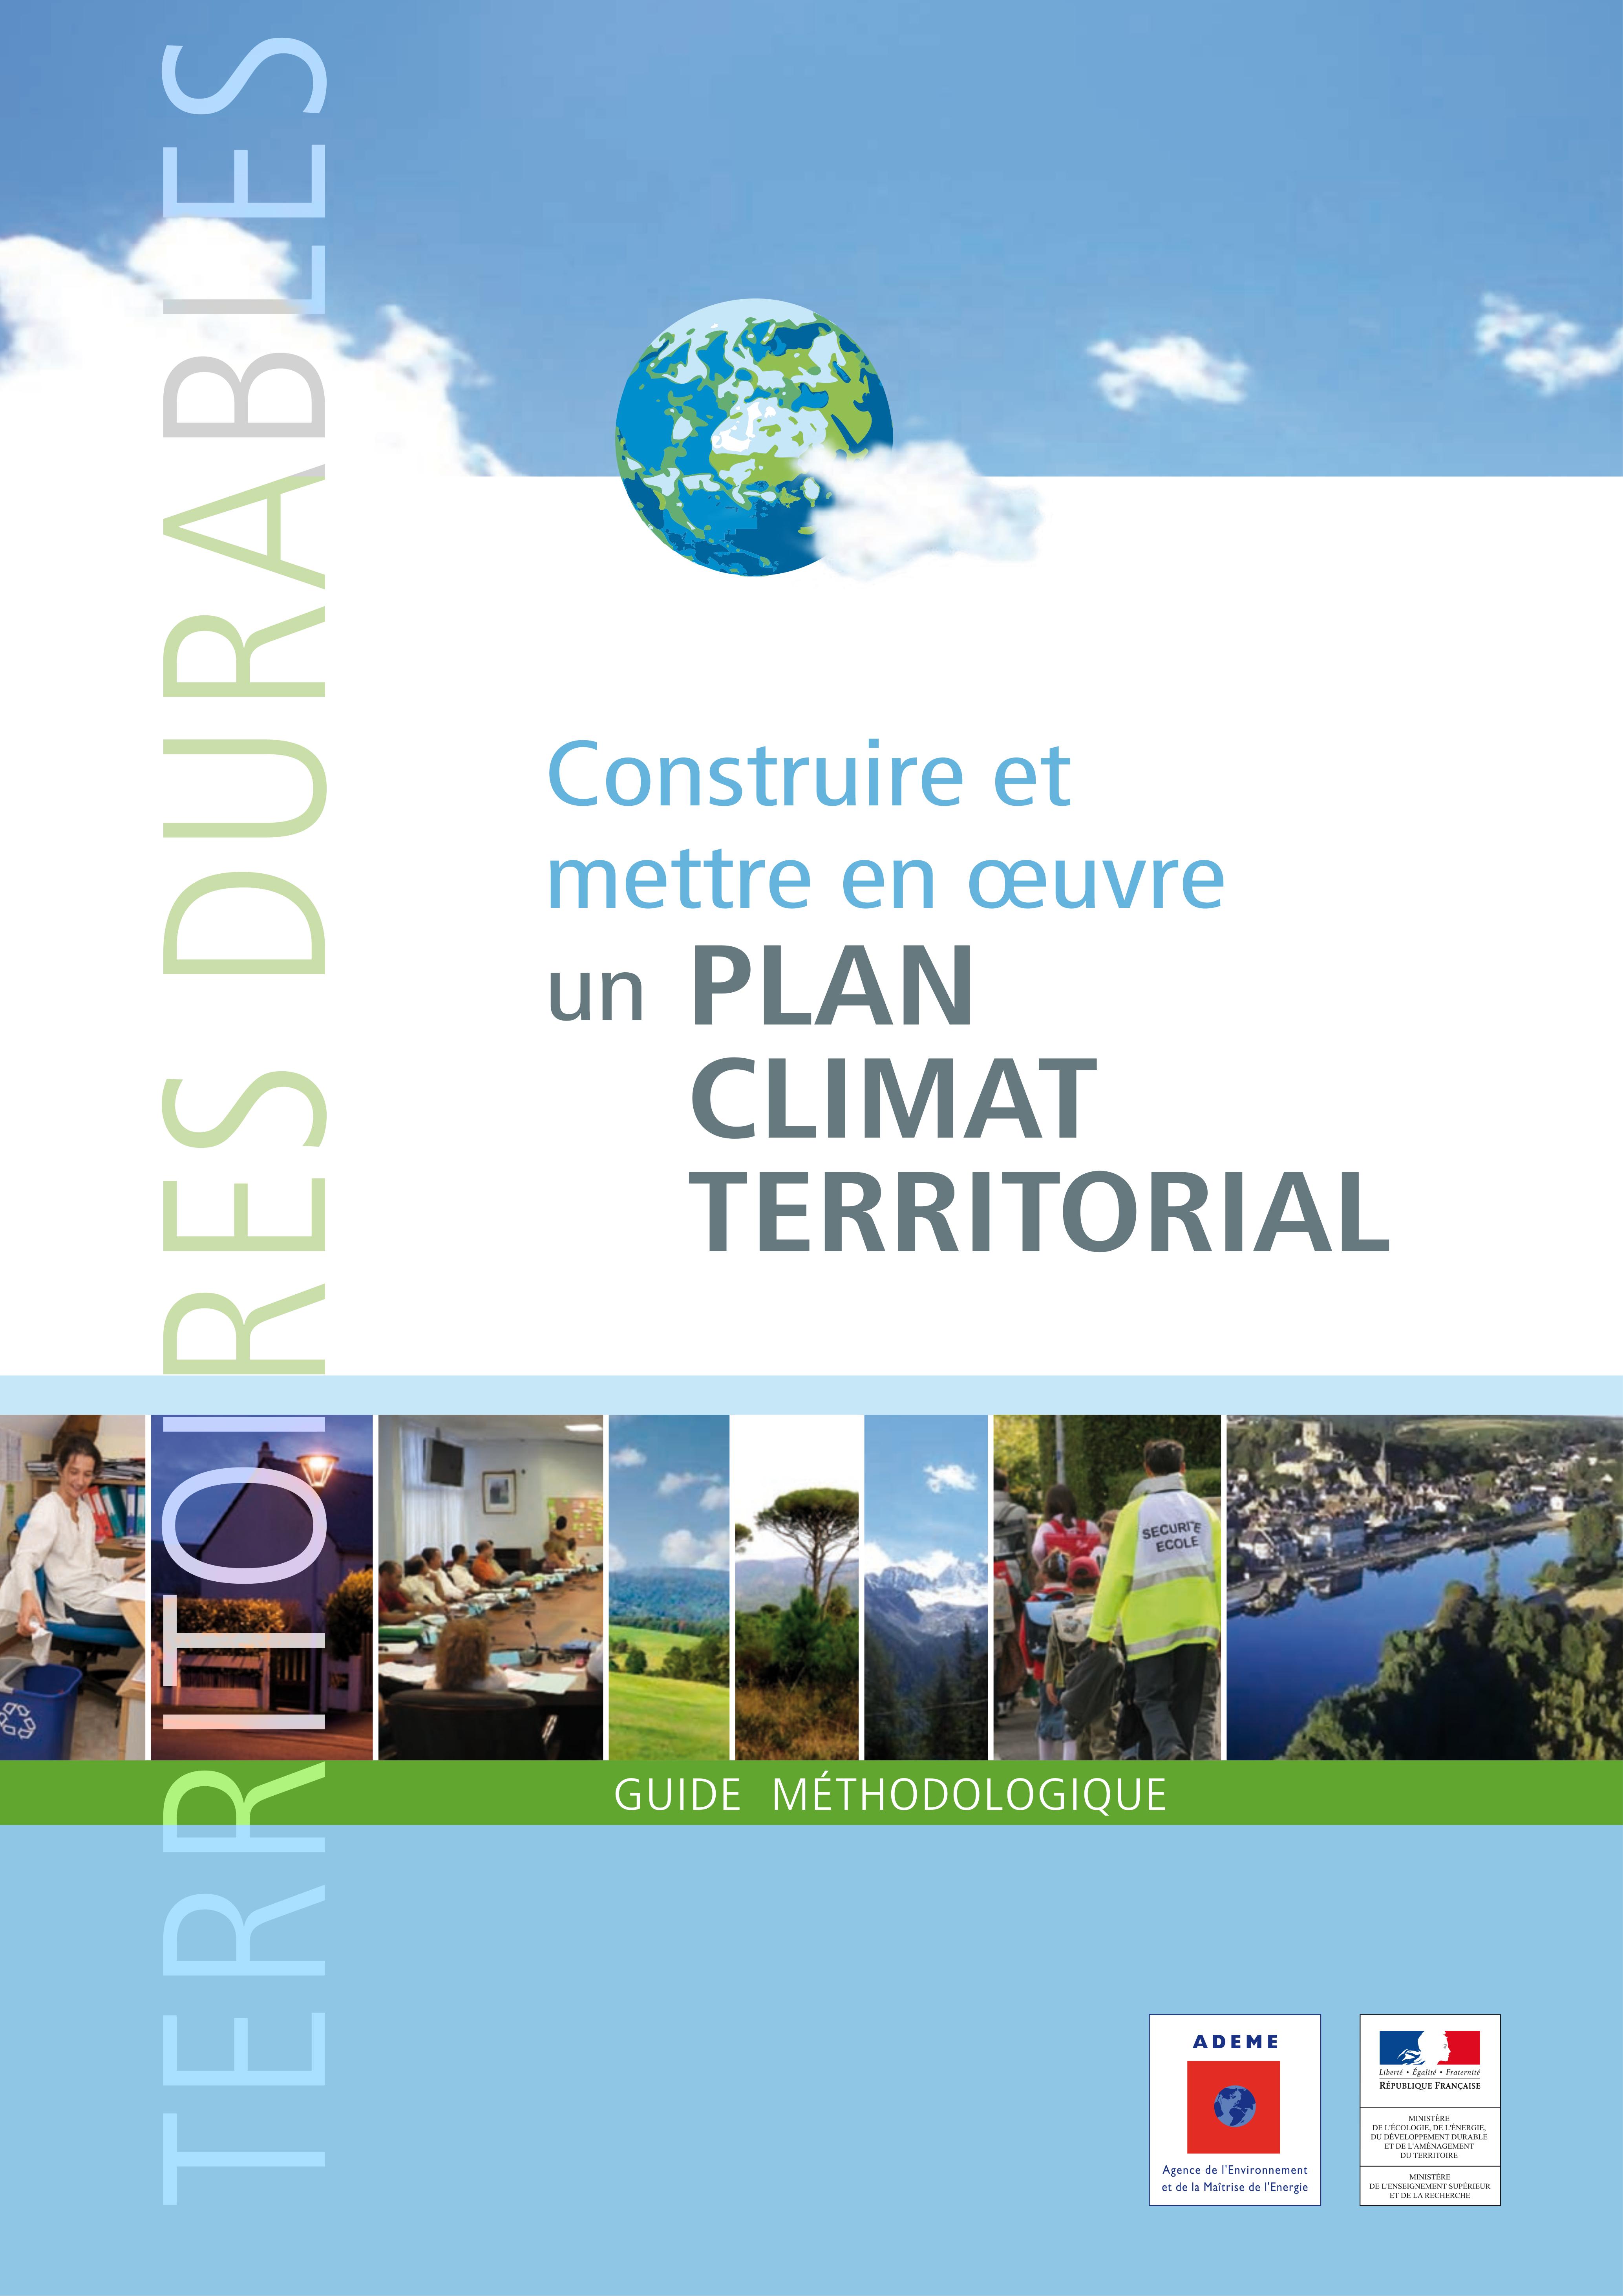 TERRITOIRES DURABLES
Construire et
mettre en œuvre
un PLAN
CLIMAT
TERRITORIAL
SECURITE
ECOLE
GUIDE MÉTHODOLOGIQUE
ADEME
Agence de l'Environnement
et de la Maîtrise de l'Energie
Liberté • Égalité • Fraternité
RÉPUBLIQUE FRANÇAISE
MINISTÈRE
DE L'ÉCOLOGIE, DE L'ÉNERGIE,
DU DÉVELOPPEMENT DURABLE
ET DE L'AMÉNAGEMENT
DU TERRITOIRE
MINISTÈRE
DE L'ENSEIGNEMENT SUPÉRIEUR
ET DE LA RECHERCHE